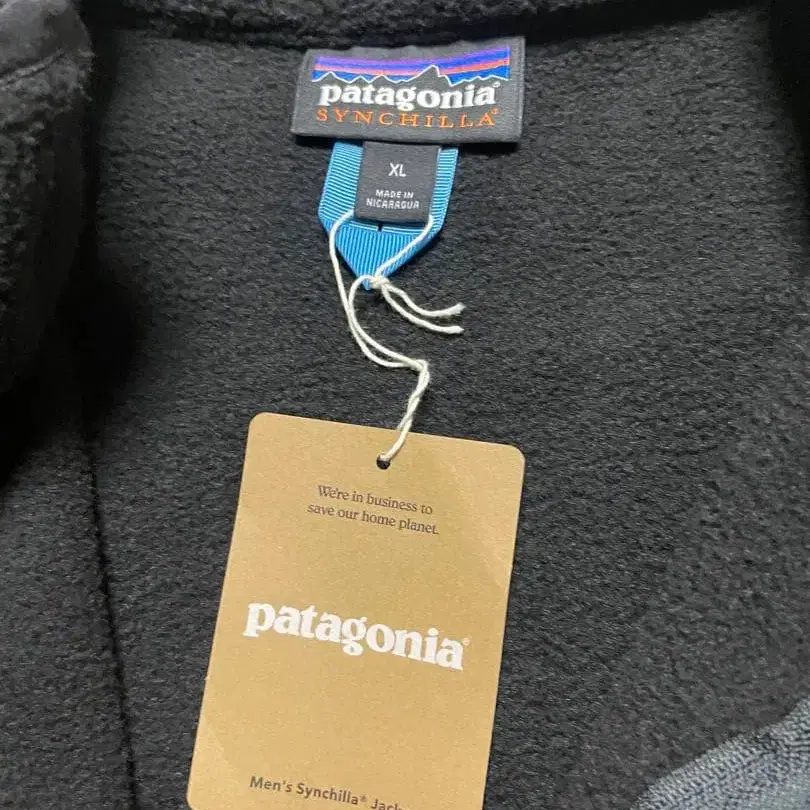 patagonia®
SYNCHILLA®
XL
MADE IN
NICARAGUA
We're in business to
save our home planet.
patagonia®
Men's Synchilla®